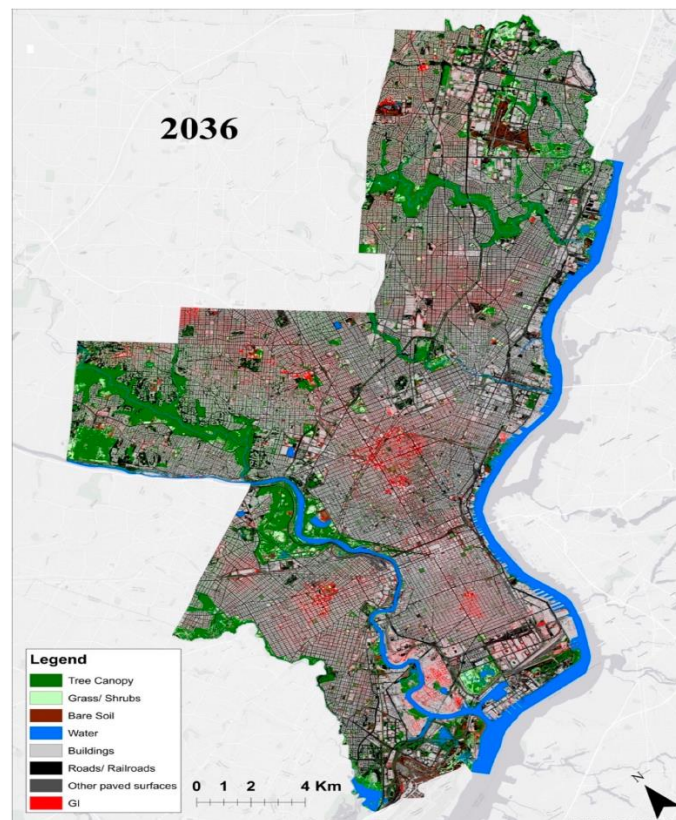 2036
Legend
Tree Canopy
Grass/ Shrubs
Bare Soil
Water
Buildings
Roads/ Railroads
Other paved surfaces
GI
0 2 4 Km
N